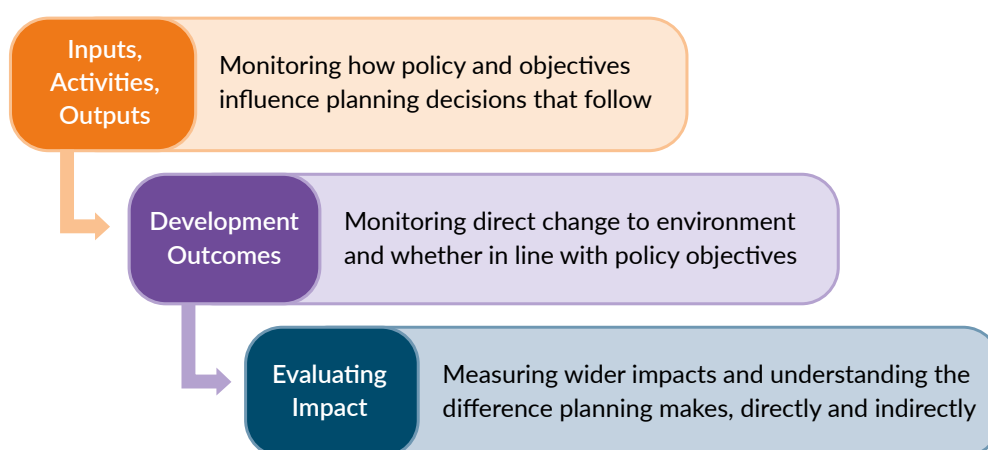 Inputs,
Activities,
Outputs
Monitoring how policy and objectives
influence planning decisions that follow
Development
Outcomes
Monitoring direct change to environment
and whether in line with policy objectives
Evaluating
Impact
Measuring wider impacts and understanding the
difference planning makes, directly and indirectly